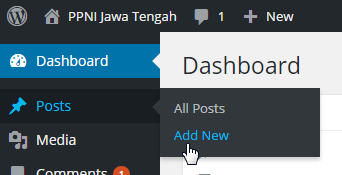 PPNI Jawa Tengah 1 + New
Dashboard
Dashboard
Posts
All Posts
Add New
Media
Comments 1